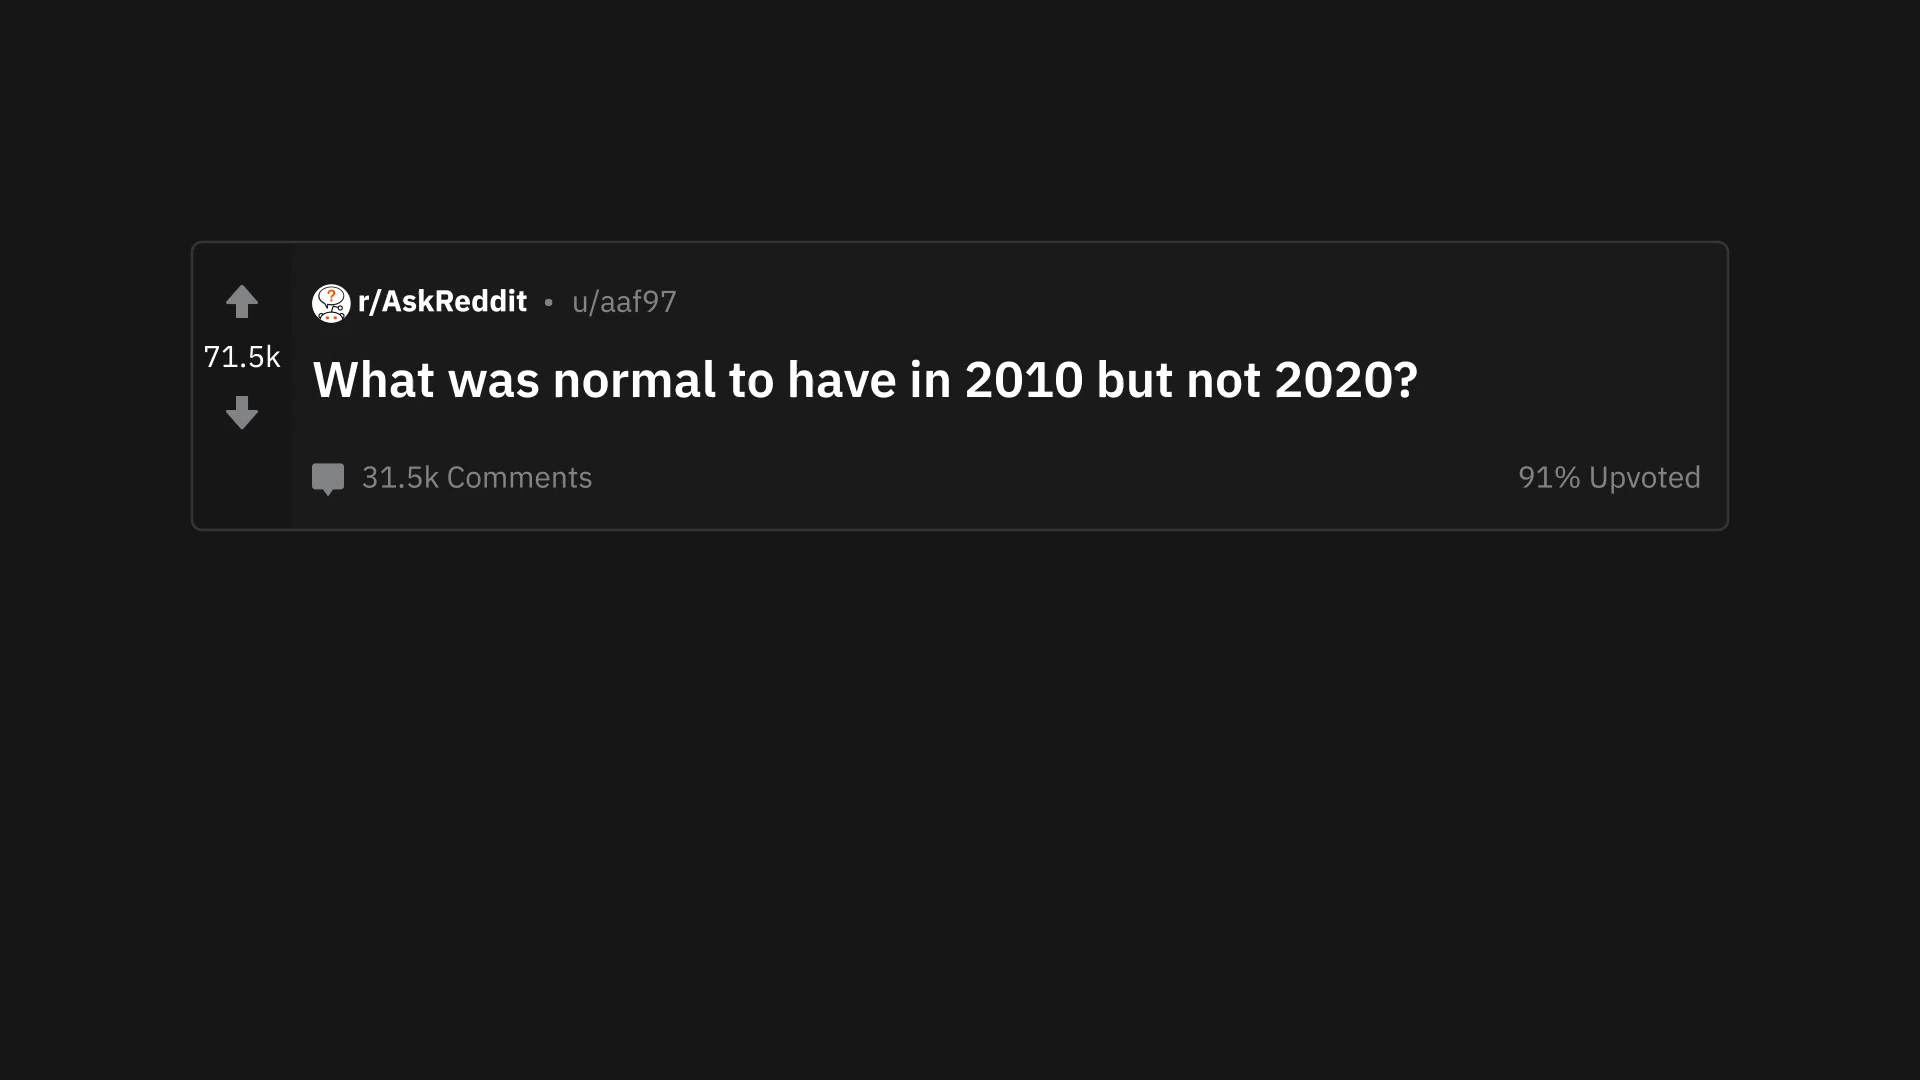 r/AskReddit • u/aaf97
71.5k
What was normal to have in 2010 but not 2020?
31.5k Comments
91% Upvoted